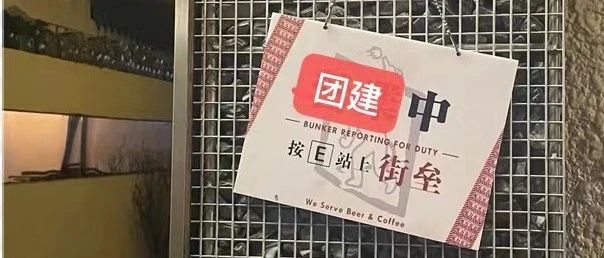 团建
中
BUNKER REPORTING FOR DUTY
按E站上街垒
We Serve Beer & Coffee